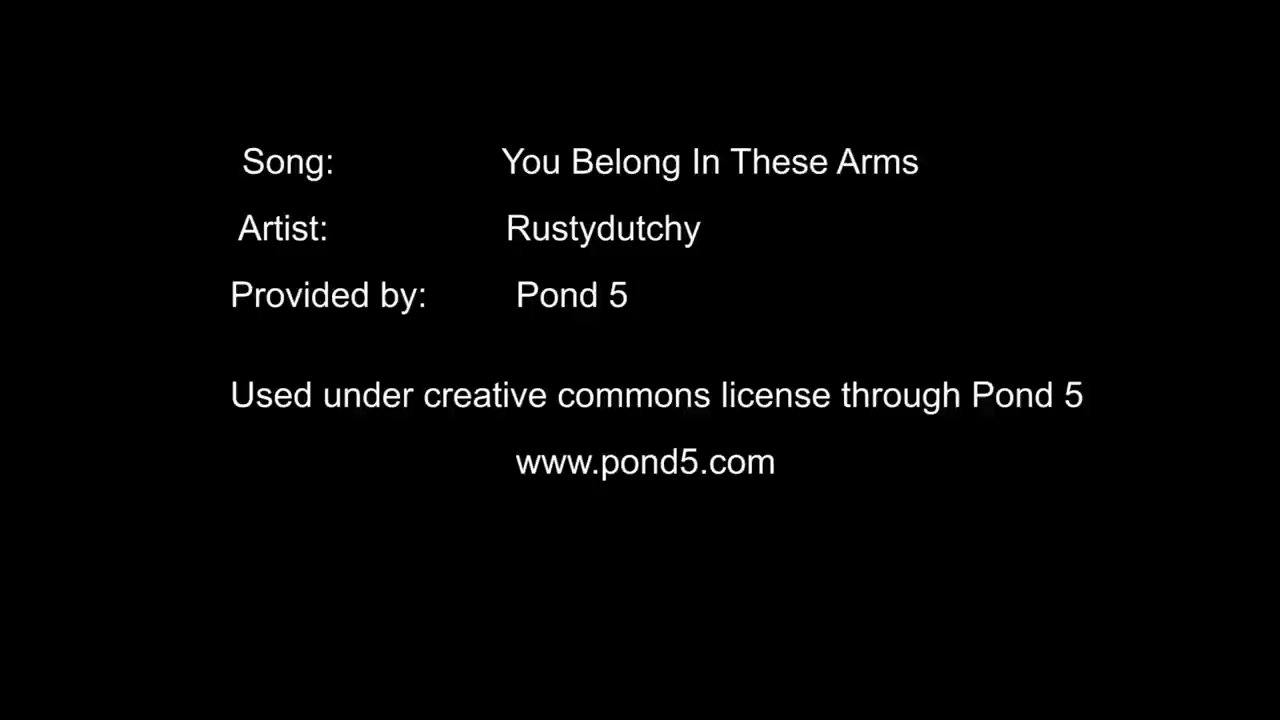 Song: You Belong In These Arms
Artist: Rustydutchy
Provided by: Pond 5
Used under creative commons license through Pond 5
www.pond5.com